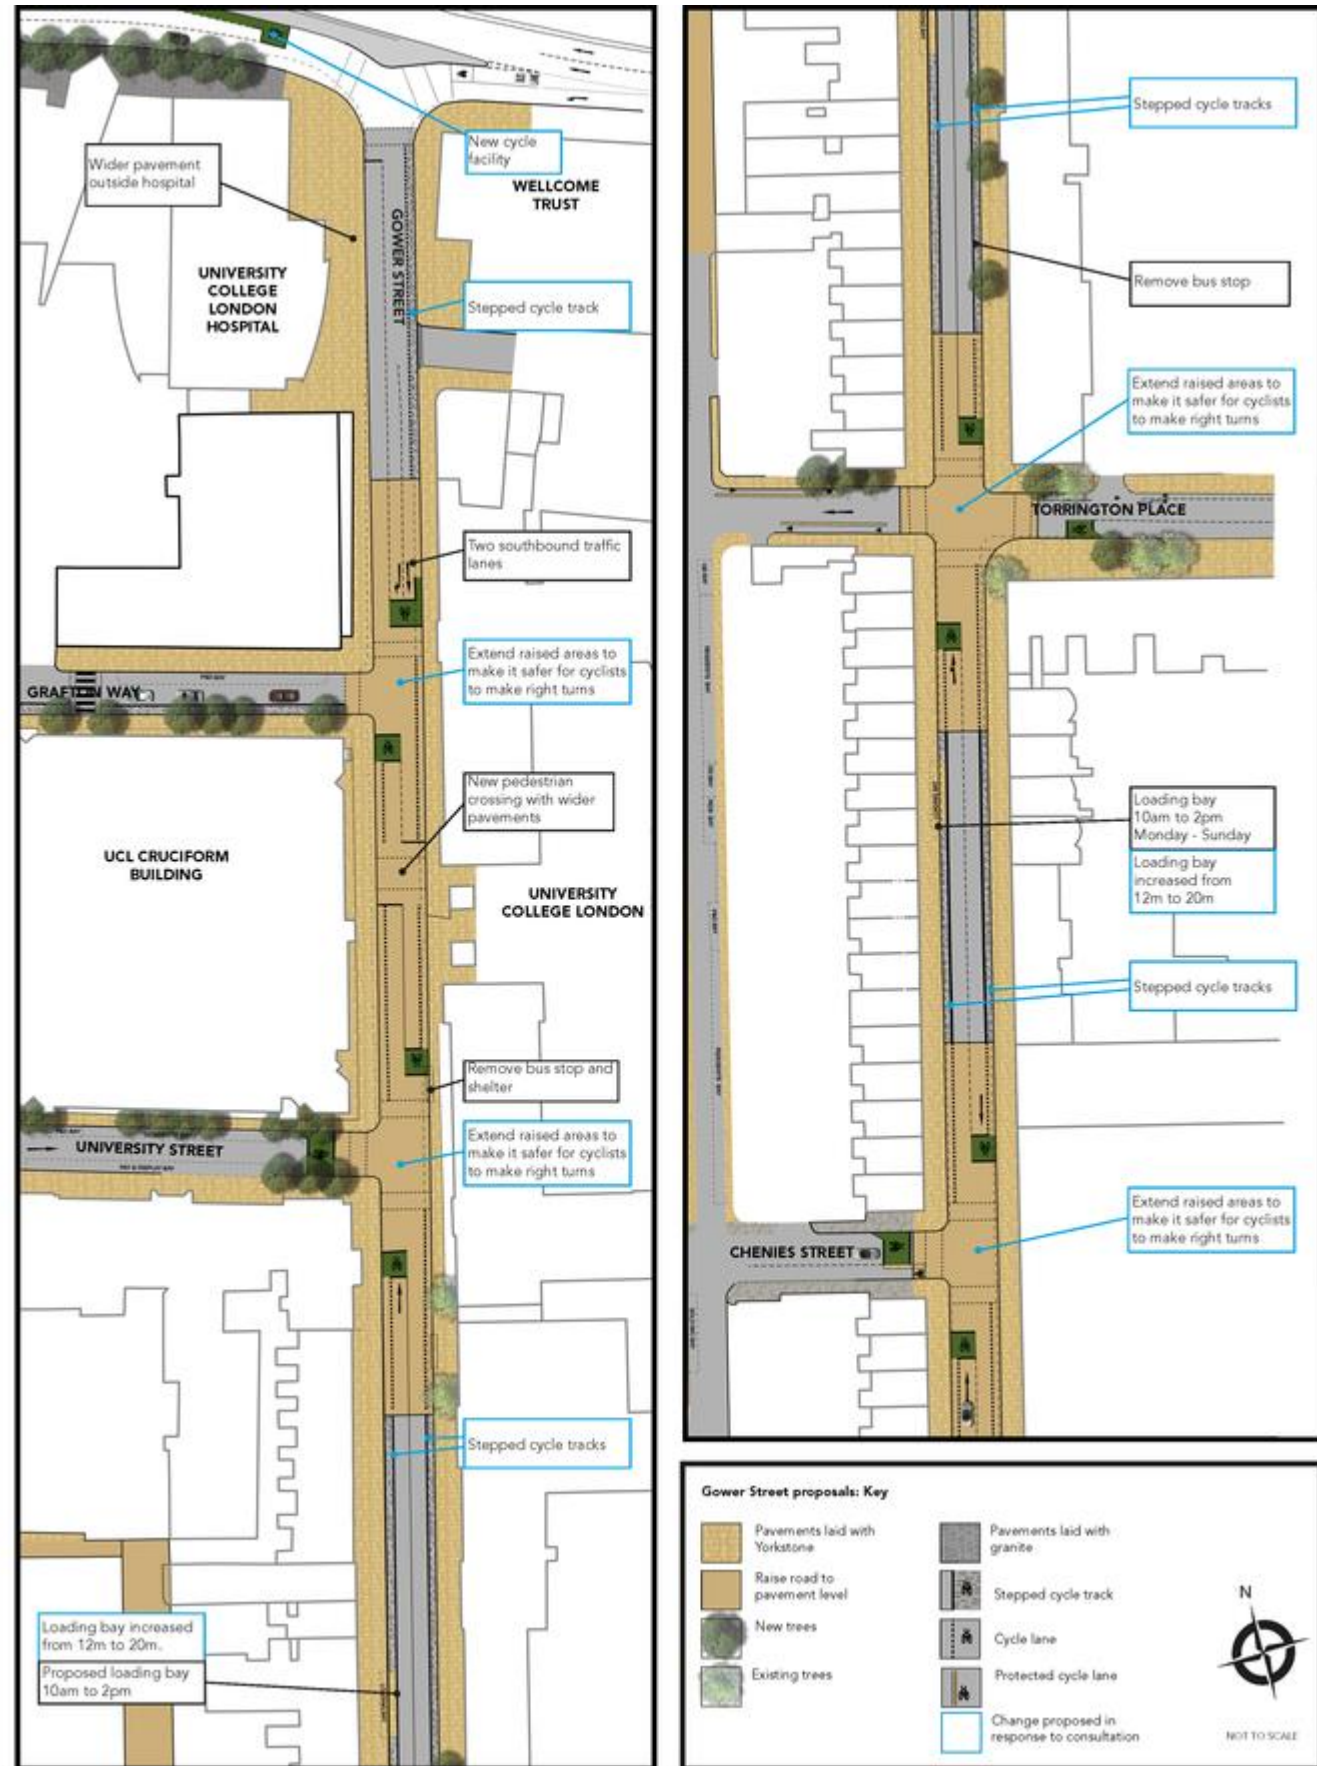 New cycle
facility
Wider pavement
outside hospital
WELLCOME
TRUST
GOWER STREET
UNIVERSITY
COLLEGE
LONDON
HOSPITAL
Stepped cycle track
Two southbound traffic
lanes
Extend raised areas to
make it safer for cyclists
to make right turns
GRAFTON WAY
New pedestrian
crossing with wider
pavements
UCL CRUCIFORM
BUILDING
UNIVERSITY
COLLEGE LONDON
Remove bus stop and
shelter
UNIVERSITY STREET
Extend raised areas to
make it safer for cyclists
to make right turns
Stepped cycle tracks
Loading bay increased
from 12m to 20m.
Proposed loading bay
10am to 2pm
Stepped cycle tracks
Remove bus stop
Extend raised areas to
make it safer for cyclists
to make right turns
TORRINGTON PLACE
Loading bay
10am to 2pm
Monday - Sunday
Loading bay
increased from
12m to 20m
Stepped cycle tracks
Extend raised areas to
make it safer for cyclists
to make right turns
CHENIES STREET
Gower Street proposals: Key
Pavements laid with
Yorkstone
Raise road to
pavement level
New trees
Existing trees
Pavements laid with
granite
Stepped cycle track
Cycle lane
Protected cycle lane
Change proposed in
response to consultation
N
NOT TO SCALE